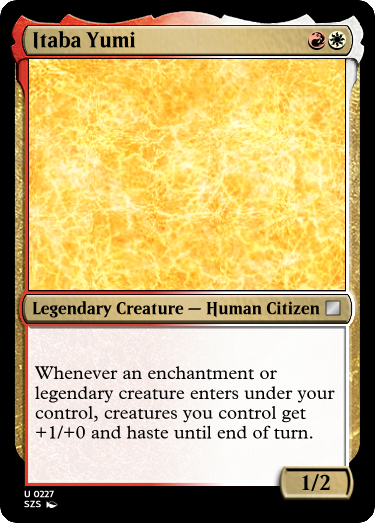 Itaba Yumi
Legendary Creature — Human Citizen
Whenever an enchantment or
legendary creature enters under your
control, creatures you control get
+1/+0 and haste until end of turn.
1/2
U 0227
SZS